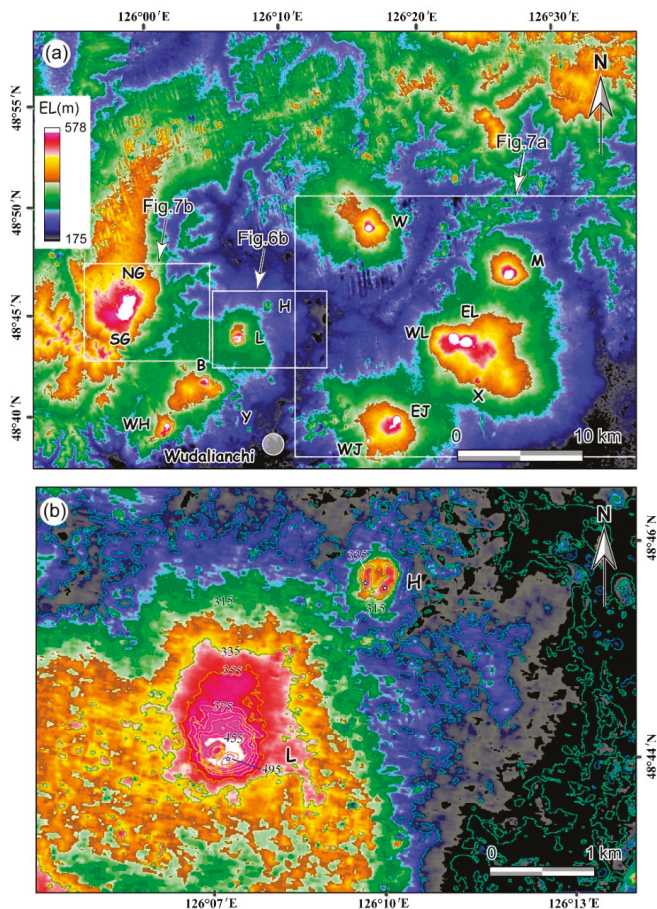 126°00′E 126°10′E 126°20′E 126°30′E
(a)
N
48°55′N
EL(m)
578
175
48°50′N
Fig.7b
Fig.6b
Fig.7a
W
M
NG
H
EL
48°45′N
SG
L
WL
B
X
WH
Y
EJ
48°40′N
WJ
0 10 km
Wudalianchi
(b)
N
48°46′N
335
H
315
315
335
355
375
455
L
495
48°44′N
0 1 km
126°07′E 126°10′E 126°13′E